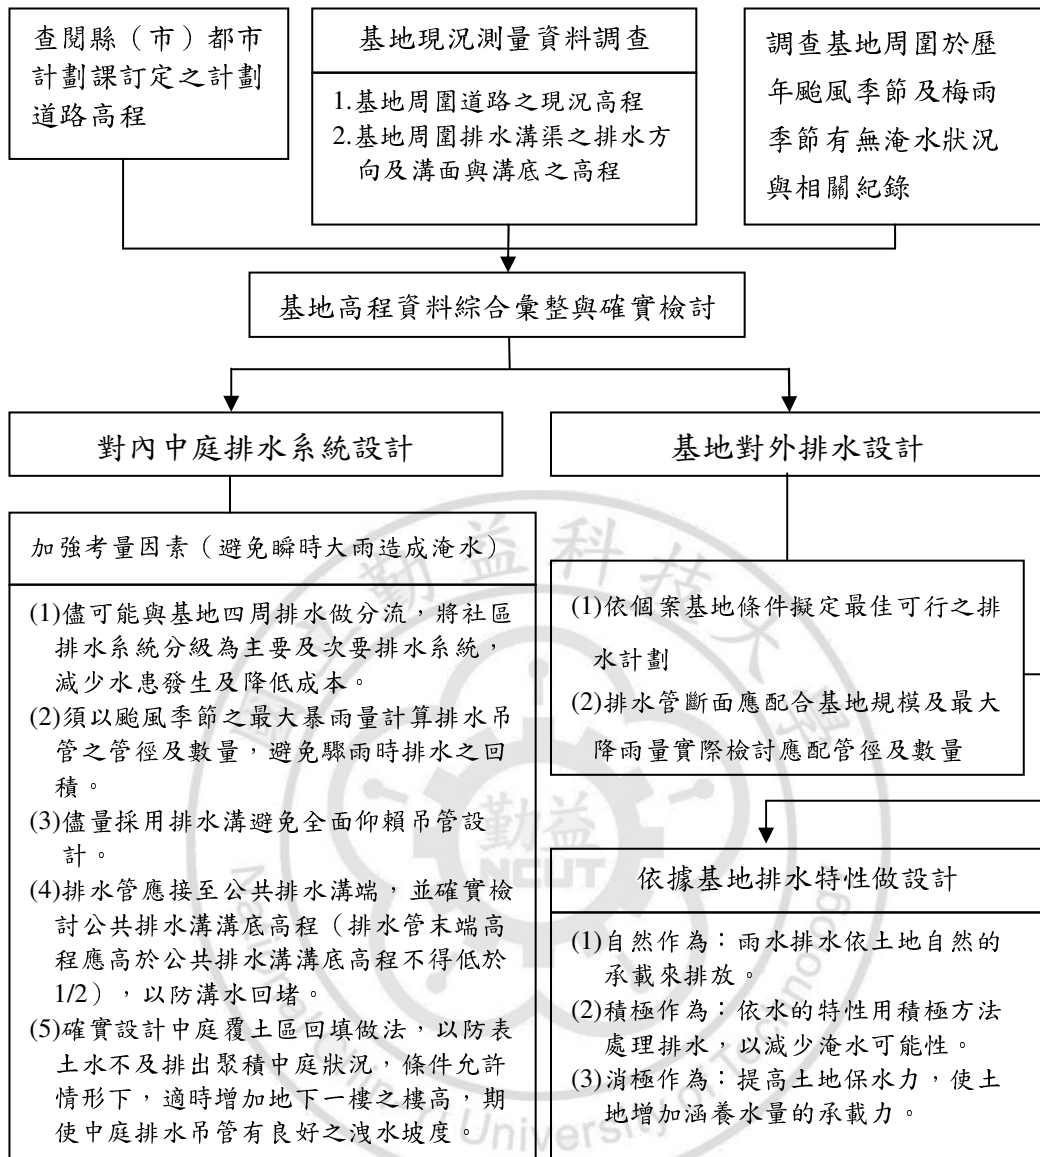 查閱縣（市）都市
計劃課訂定之計劃
道路高程
基地現況測量資料調查
1.基地周圍道路之現況高程
2.基地周圍排水溝渠之排水方
向及溝面與溝底之高程
調查基地周圍於歷
年颱風季節及梅雨
季節有無淹水狀況
與相關紀錄
基地高程資料綜合彙整與確實檢討
對內中庭排水系統設計
加強考量因素（避免瞬時大雨造成淹水）
(1)儘可能與基地四周排水做分流，將社區
排水系統分級為主要及次要排水系統，
減少水患發生及降低成本。
(2)須以颱風季節之最大暴雨量計算排水吊
管之管徑及數量，避免驟雨時排水之回
積。
(3)儘量採用排水溝避免全面仰賴吊管設
計。
(4)排水管應接至公共排水溝端，並確實檢
討公共排水溝溝底高程（排水管末端高
程應高於公共排水溝溝底高程不得低於
1/2），以防溝水回堵。
(5)確實設計中庭覆土區回填做法，以防表
土水不及排出聚積中庭狀況，條件允許
情形下，適時增加地下一樓之樓高，期
使中庭排水吊管有良好之洩水坡度。
基地對外排水設計
(1)依個案基地條件擬定最佳可行之排
水計劃
(2)排水管斷面應配合基地規模及最大
降雨量實際檢討應配管徑及數量
依據基地排水特性做設計
(1)自然作為：雨水排水依土地自然的
承載來排放。
(2)積極作為：依水的特性用積極方法
處理排水，以減少淹水可能性。
(3)消極作為：提高土地保水力，使土
地增加涵養水量的承載力。
國立勤益科技大學
勤益
NCUT
National Chin-Yi University of Technology